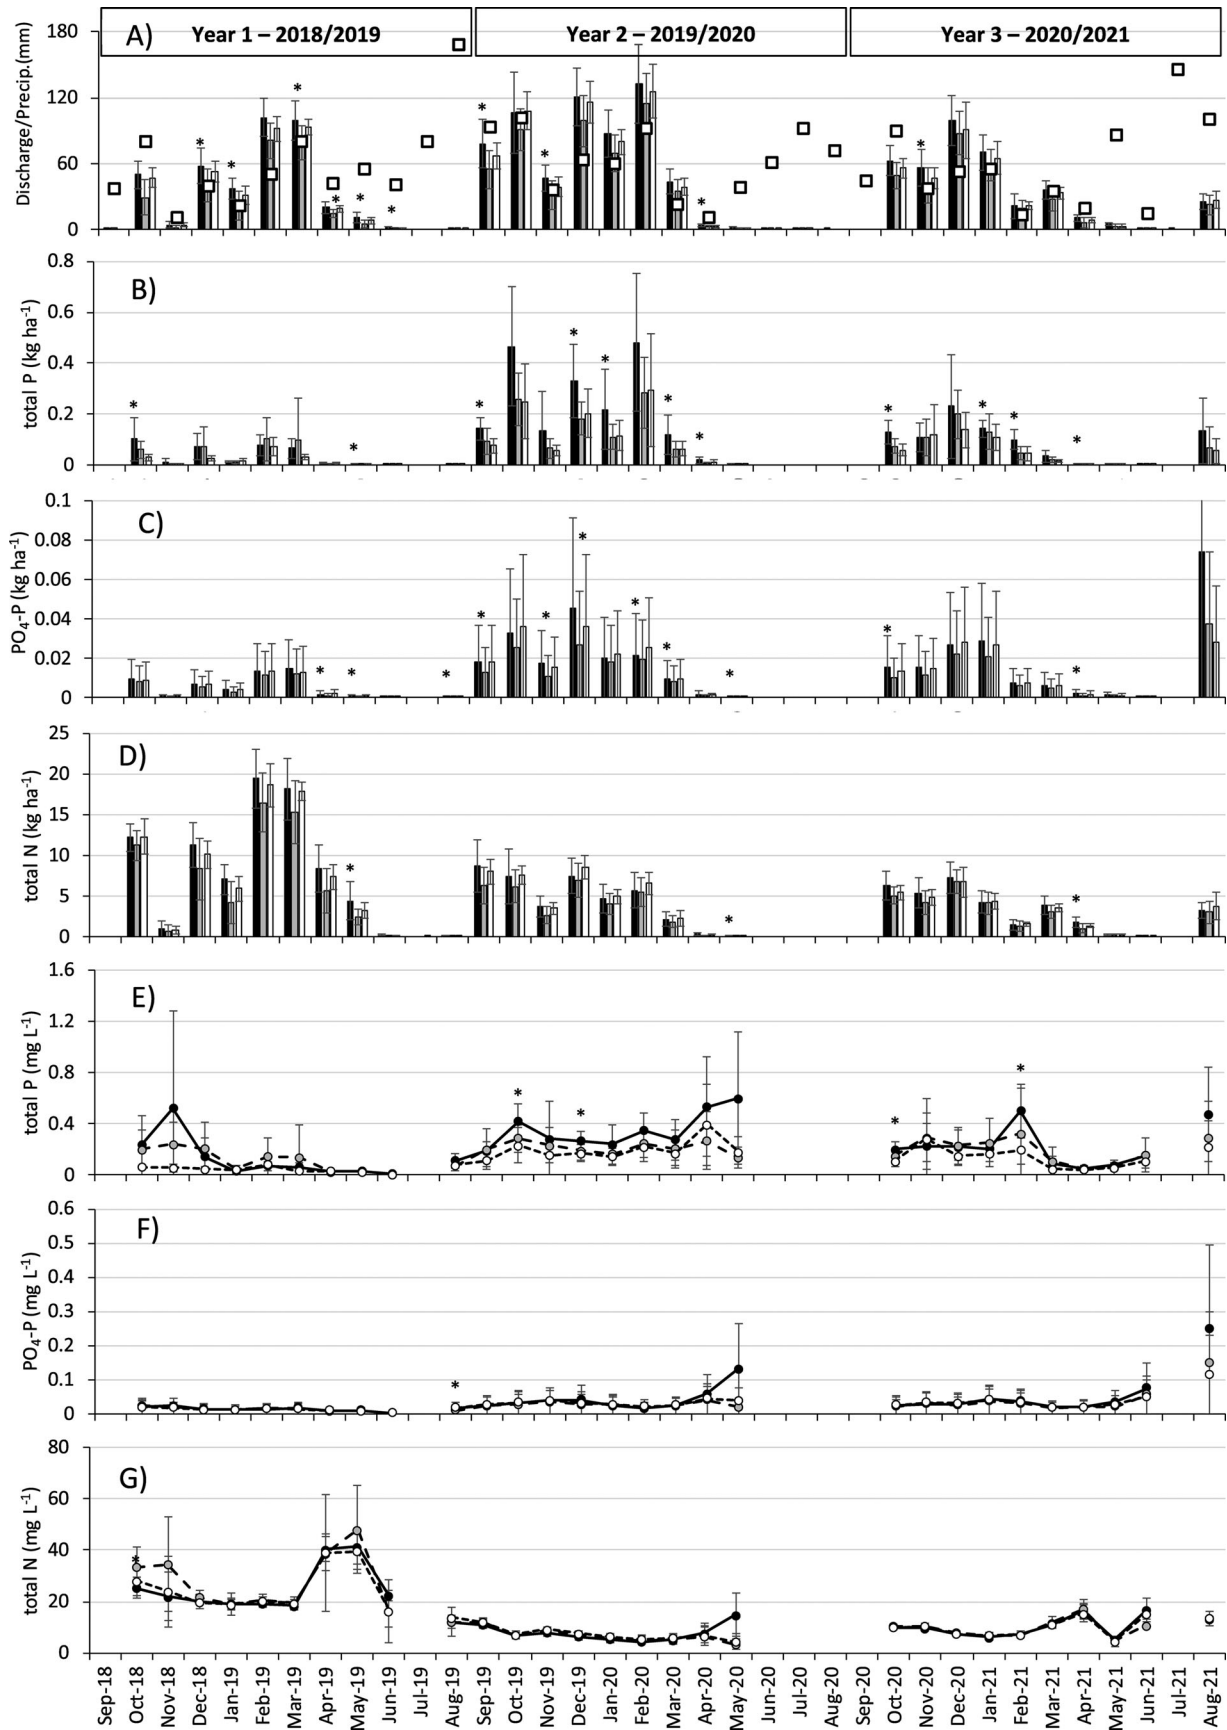 A)
Year 1 – 2018/2019
Year 2 – 2019/2020
Year 3 – 2020/2021
Discharge/Precip.(mm)
180
120
60
0
* * * * * * * * * * *
B)
total P (kg ha-1)
0.8
0.6
0.4
0.2
0
* * * * * * * * * * *
C)
PO4-P (kg ha-1)
0.1
0.08
0.06
0.04
0.02
0
* * * * * * * * * * *
D)
total N (kg ha-1)
25
20
15
10
5
0
* * *
E)
total P (mg L-1)
1.6
1.2
0.8
0.4
0
* * * *
F)
PO4-P (mg L-1)
0.6
0.5
0.4
0.3
0.2
0.1
0
*
G)
total N (mg L-1)
80
60
40
20
0
*
Sep-18
Oct-18
Nov-18
Dec-18
Jan-19
Feb-19
Mar-19
Apr-19
May-19
Jun-19
Jul-19
Aug-19
Sep-19
Oct-19
Nov-19
Dec-19
Jan-20
Feb-20
Mar-20
Apr-20
May-20
Jun-20
Jul-20
Aug-20
Oct-20
Nov-20
Dec-20
Jan-21
Feb-21
Mar-21
Apr-21
May-21
Jun-21
Jul-21
Aug-21